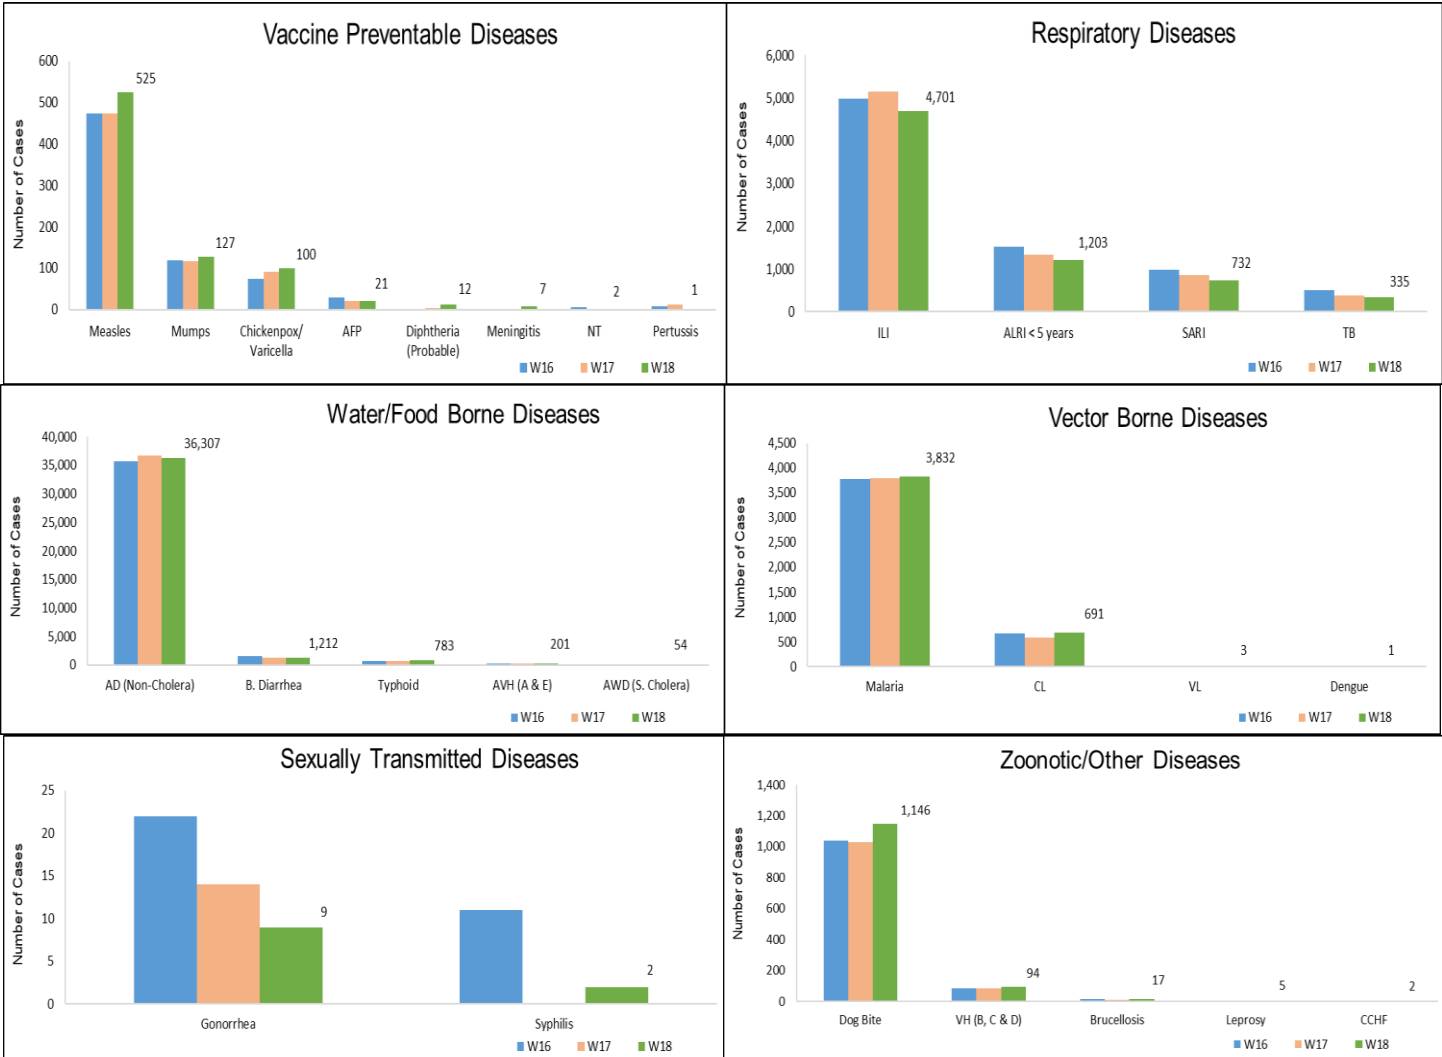 Vaccine Preventable Diseases
Number of Cases
600
500
400
300
200
100
0
525
127
100
21
12
7
2
1
Measles
Mumps
Chickenpox/
Varicella
AFP
Diphtheria
(Probable)
Meningitis
NT
Pertussis
W16 W17 W18
Respiratory Diseases
Number of Cases
6,000
5,000
4,000
3,000
2,000
1,000
0
4,701
1,203
732
335
ILI
ALRI < 5 years
SARI
TB
W16 W17 W18
Water/Food Borne Diseases
Number of Cases
40,000
35,000
30,000
25,000
20,000
15,000
10,000
5,000
0
36,307
1,212
783
201
54
AD (Non-Cholera)
B. Diarrhea
Typhoid
AVH (A & E)
AWD (S. Cholera)
W16 W17 W18
Vector Borne Diseases
Number of Cases
4,500
4,000
3,500
3,000
2,500
2,000
1,500
1,000
500
0
3,832
691
3
1
Malaria
CL
VL
Dengue
W16 W17 W18
Sexually Transmitted Diseases
Number of Cases
25
20
15
10
5
0
9
2
Gonorrhea
Syphilis
W16 W17 W18
Zoonotic/Other Diseases
Number of Cases
1,400
1,200
1,000
800
600
400
200
0
1,146
94
17
5
2
Dog Bite
VH (B, C & D)
Brucellosis
Leprosy
CCHF
W16 W17 W18